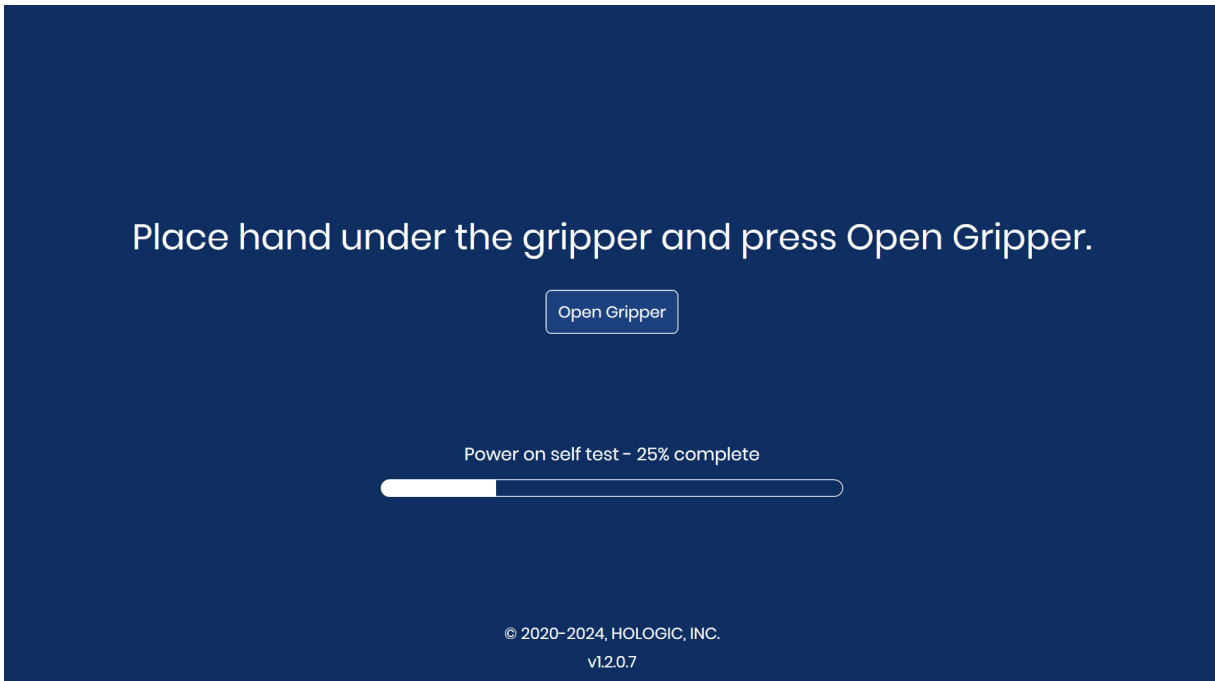 Place hand under the gripper and press Open Gripper.
Open Gripper
Power on self test - 25% complete
© 2020-2024, HOLOGIC, INC.
v1.2.0.7